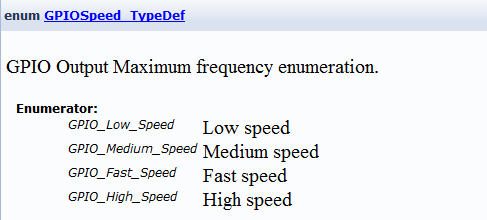 enum GPIOSpeed_TypeDef
GPIO Output Maximum frequency enumeration.
Enumerator:
GPIO_Low_Speed Low speed
GPIO_Medium_Speed Medium speed
GPIO_Fast_Speed Fast speed
GPIO_High_Speed High speed